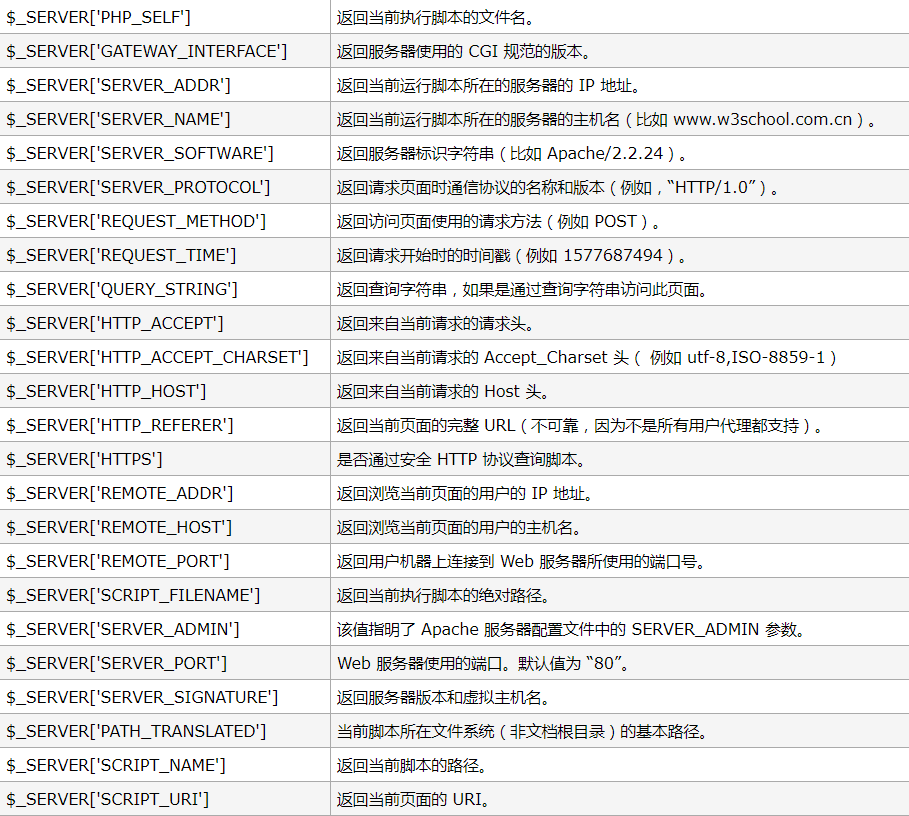 $_SERVER['PHP_SELF'] 返回当前执行脚本的文件名。
$_SERVER['GATEWAY_INTERFACE'] 返回服务器使用的 CGI 规范的版本。
$_SERVER['SERVER_ADDR'] 返回当前运行脚本所在的服务器的 IP 地址。
$_SERVER['SERVER_NAME'] 返回当前运行脚本所在的服务器的主机名（比如 www.w3school.com.cn）。
$_SERVER['SERVER_SOFTWARE'] 返回服务器标识字符串（比如 Apache/2.2.24）。
$_SERVER['SERVER_PROTOCOL'] 返回请求页面时通信协议的名称和版本（例如，“HTTP/1.0”）。
$_SERVER['REQUEST_METHOD'] 返回访问页面使用的请求方法（例如 POST）。
$_SERVER['REQUEST_TIME'] 返回请求开始时的时间戳（例如 1577687494）。
$_SERVER['QUERY_STRING'] 返回查询字符串，如果是通过查询字符串访问此页面。
$_SERVER['HTTP_ACCEPT'] 返回来自当前请求的请求头。
$_SERVER['HTTP_ACCEPT_CHARSET'] 返回来自当前请求的 Accept_Charset 头（ 例如 utf-8,ISO-8859-1）
$_SERVER['HTTP_HOST'] 返回来自当前请求的 Host 头。
$_SERVER['HTTP_REFERER'] 返回当前页面的完整 URL（不可靠，因为不是所有用户代理都支持）。
$_SERVER['HTTPS'] 是否通过安全 HTTP 协议查询脚本。
$_SERVER['REMOTE_ADDR'] 返回浏览当前页面的用户的 IP 地址。
$_SERVER['REMOTE_HOST'] 返回浏览当前页面的用户的主机名。
$_SERVER['REMOTE_PORT'] 返回用户机器上连接到 Web 服务器所使用的端口号。
$_SERVER['SCRIPT_FILENAME'] 返回当前执行脚本的绝对路径。
$_SERVER['SERVER_ADMIN'] 该值指明了 Apache 服务器配置文件中的 SERVER_ADMIN 参数。
$_SERVER['SERVER_PORT'] Web 服务器使用的端口。默认值为 “80”。
$_SERVER['SERVER_SIGNATURE'] 返回服务器版本和虚拟主机名。
$_SERVER['PATH_TRANSLATED'] 当前脚本所在文件系统（非文档根目录）的基本路径。
$_SERVER['SCRIPT_NAME'] 返回当前脚本的路径。
$_SERVER['SCRIPT_URI'] 返回当前页面的 URI。